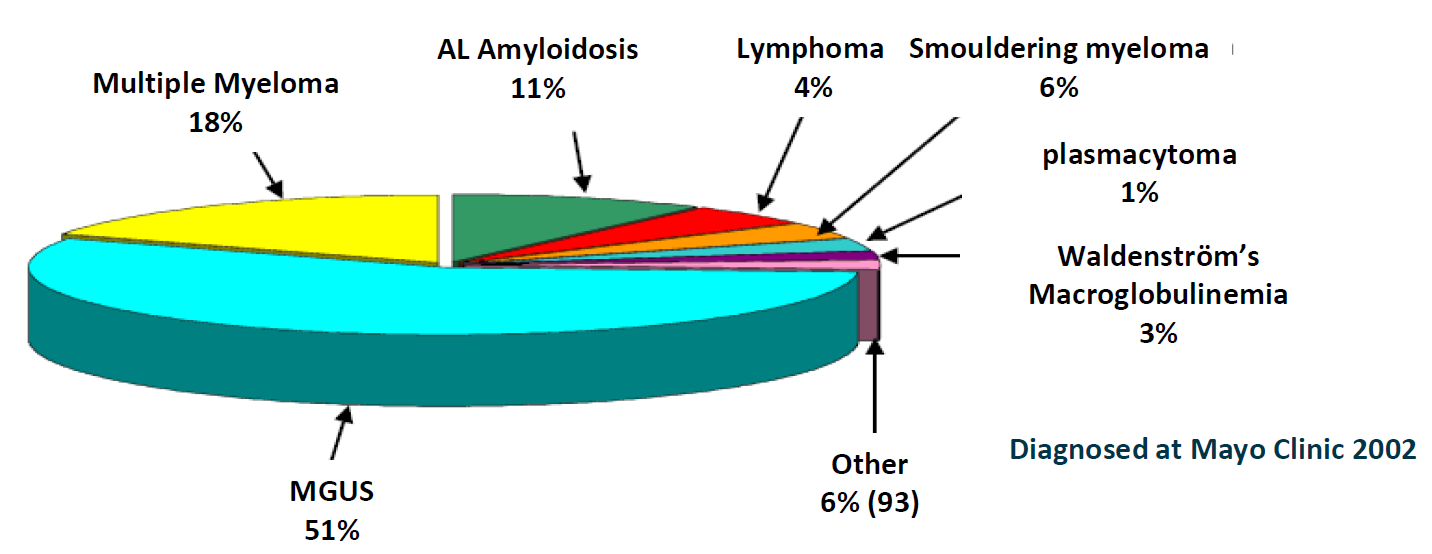 Multiple Myeloma
18%
AL Amyloidosis
11%
Lymphoma
4%
Smouldering myeloma
6%
plasmacytoma
1%
Waldenström’s
Macroglobulinemia
3%
Other
6% (93)
MGUS
51%
Diagnosed at Mayo Clinic 2002